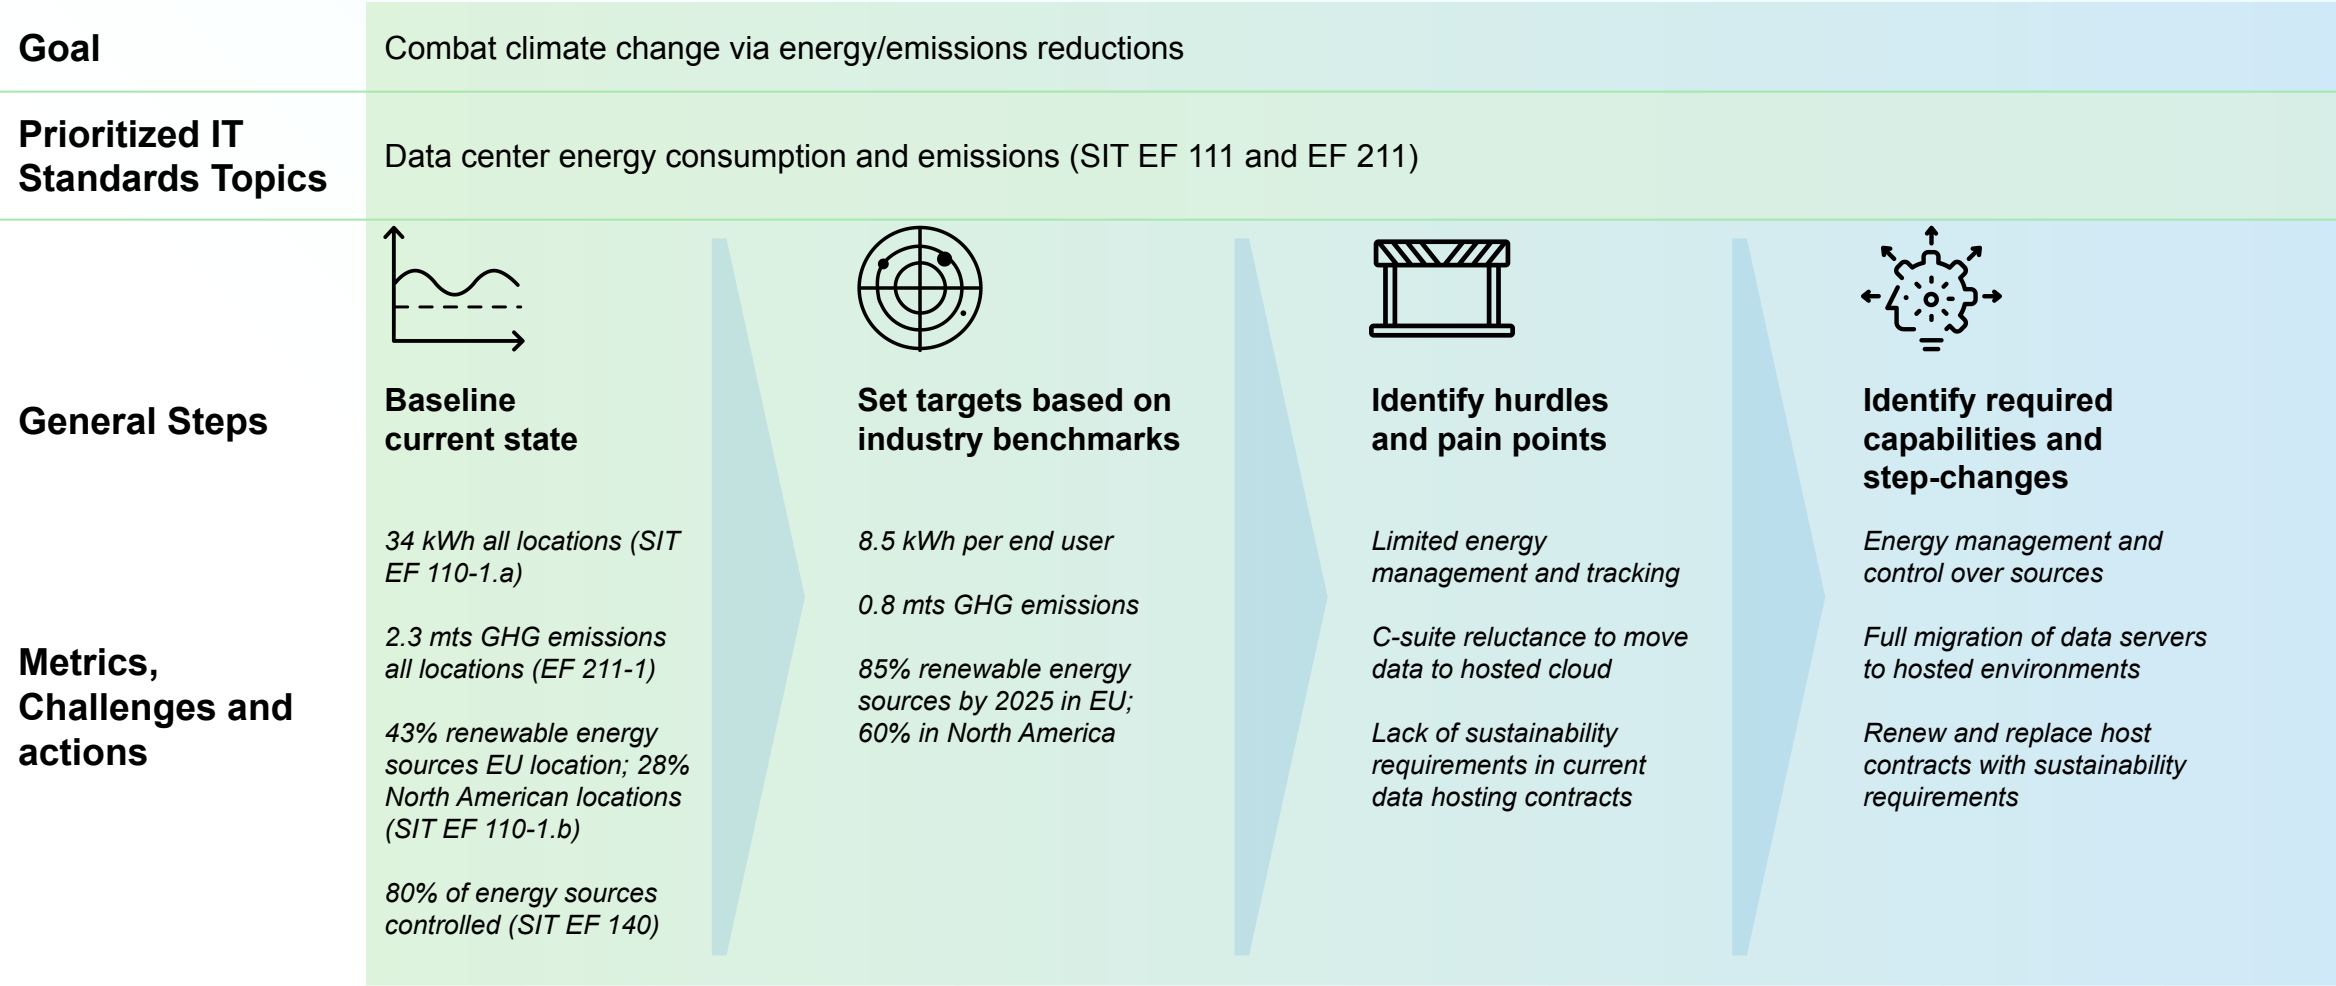 Goal
Combat climate change via energy/emissions reductions
Prioritized IT
Standards Topics
Data center energy consumption and emissions (SIT EF 111 and EF 211)
General Steps
Baseline
current state
Set targets based on
industry benchmarks
Identify hurdles
and pain points
Identify required
capabilities and
step-changes
Metrics,
Challenges and
actions
34 kWh all locations (SIT
EF 110-1.a)
2.3 mts GHG emissions
all locations (EF 211-1)
43% renewable energy
sources EU location; 28%
North American locations
(SIT EF 110-1.b)
80% of energy sources
controlled (SIT EF 140)
8.5 kWh per end user
0.8 mts GHG emissions
85% renewable energy
sources by 2025 in EU;
60% in North America
Limited energy
management and tracking
C-suite reluctance to move
data to hosted cloud
Lack of sustainability
requirements in current
data hosting contracts
Energy management and
control over sources
Full migration of data servers
to hosted environments
Renew and replace host
contracts with sustainability
requirements